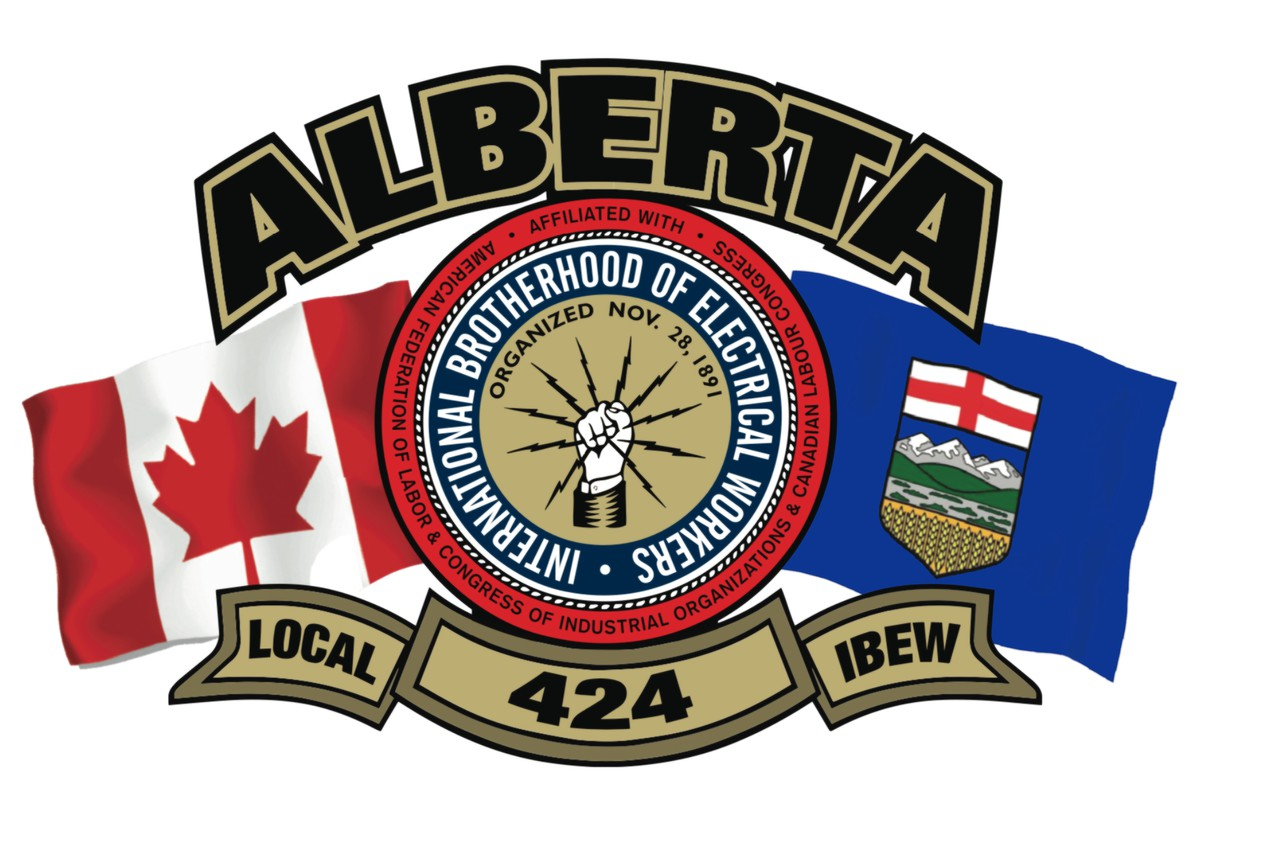 ALBERTA
• AFFILIATED WITH •
AMERICAN FEDERATION OF LABOR & CONGRESS OF INDUSTRIAL ORGANIZATIONS & CANADIAN LABOUR CONGRESS
INTERNATIONAL BROTHERHOOD OF ELECTRICAL WORKERS •
ORGANIZED NOV. 28, 1891
LOCAL
424
IBEW